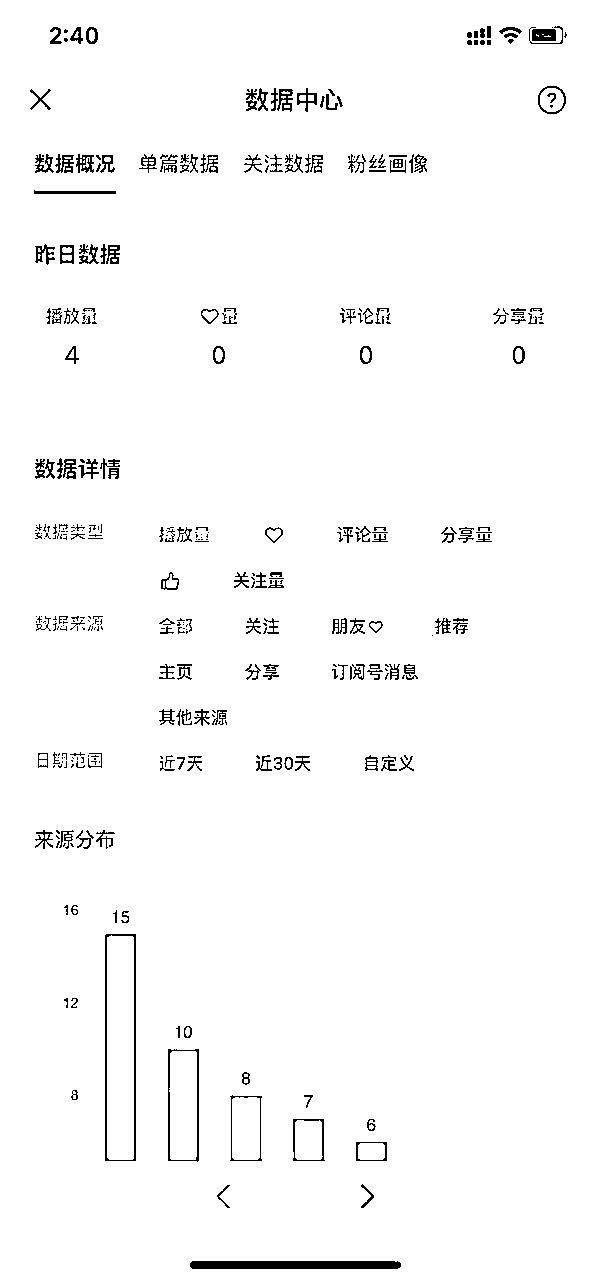 2:40
数据中心
数据概况 单篇数据 关注数据 粉丝画像
昨日数据
播放量 ♡量 评论量 分享量
4 0 0 0
数据详情
数据类型 播放量 ♡ 评论量 分享量
关注量
数据来源 全部 关注 朋友♡ 推荐
主页 分享 订阅号消息
其他来源
日期范围 近7天 近30天 自定义
来源分布
16 15
12
10
8 8
7
6